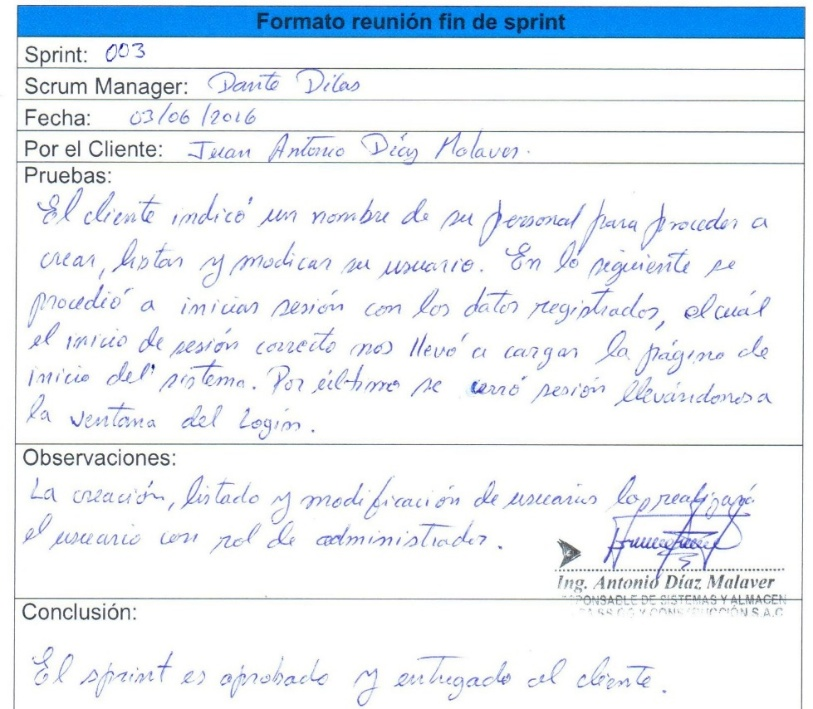 Formato reunión fin de sprint
Sprint: 003
Scrum Manager: Dante Dilas
Fecha: 03/06/2016
Por el Cliente: Juan Antonio Díaz Malaver.
Pruebas:
El cliente indicó un nombre de su personal para proceder a
crear, listar y modicar su usuario. En lo siguiente se
procedió a iniciar sesión con los datos registrados, el cuál
el inicio de sesión correcto nos llevó a cargar la página de
inicio del sistema. Por último se cerró sesión llevándonos a
la ventana del Login.
Observaciones:
La creación, listado y modificación de usuarios los realizará
el usuario con rol de administrador.
Ing. Antonio Díaz Malaver
RESPONSABLE DE SISTEMAS Y ALMACEN
Y CONSTRUCCIÓN S.A.C
Conclusión:
El sprint es aprobado y entregado al cliente.